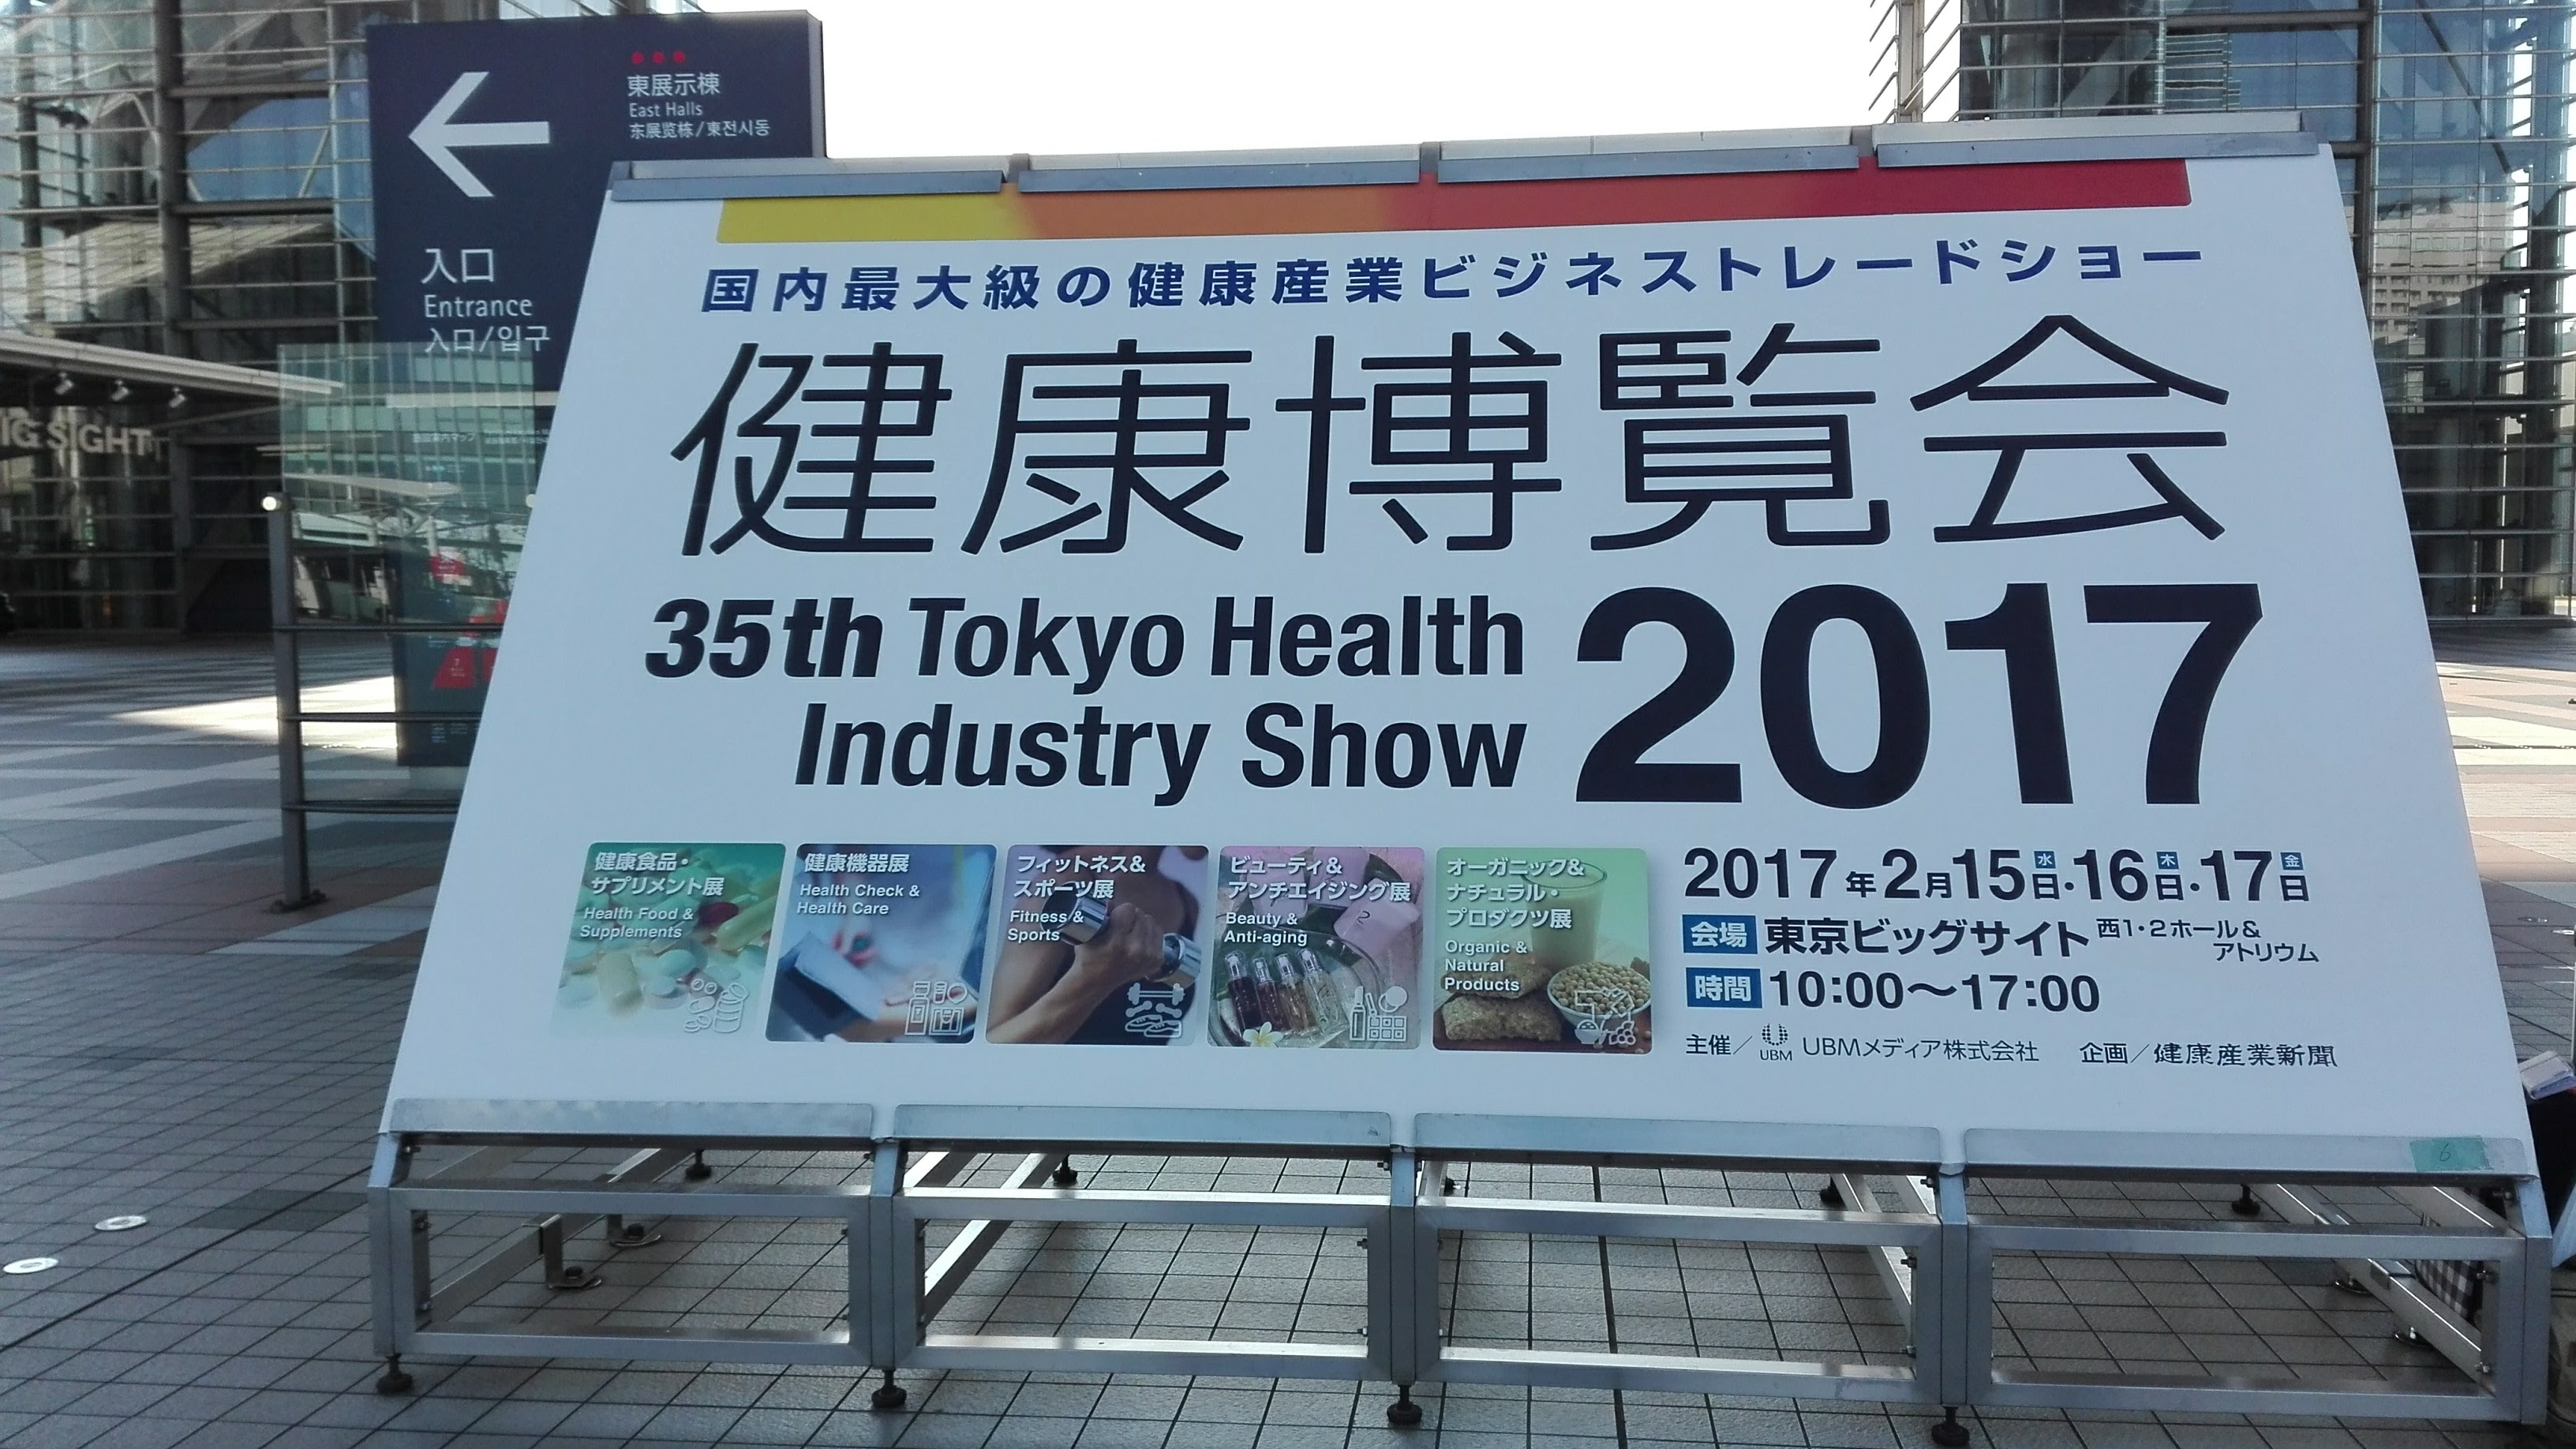 東展示棟
East Halls
东展览栋/東전시동
入口
Entrance
入口/입구
IG SIGHT
国内最大級の健康産業ビジネストレードショー
健康博覧会
35th Tokyo Health
Industry Show
2017
健康食品・
サプリメント展
Health Food &
Supplements
健康機器展
Health Check &
Health Care
フィットネス&
スポーツ展
Fitness &
Sports
ビューティ&
アンチエイジング展
Beauty &
Anti-aging
オーガニック&
ナチュラル・
プロダクツ展
Organic &
Natural
Products
2017年2月15日水・16日木・17日金
会場 東京ビッグサイト 西1・2ホール&
アトリウム
時間 10:00〜17:00
主催/UBM UBMメディア株式会社 企画/健康産業新聞
6